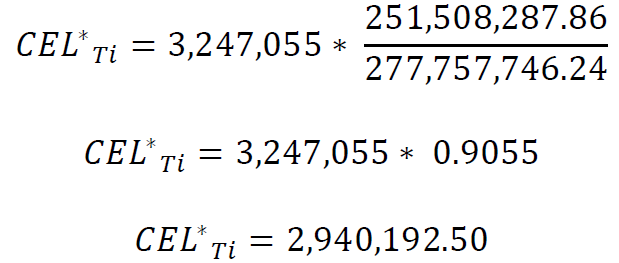 CEL*Ti = 3,247,055 * 251,508,287.86 / 277,757,746.24
CEL*Ti = 3,247,055 * 0.9055
CEL*Ti = 2,940,192.50